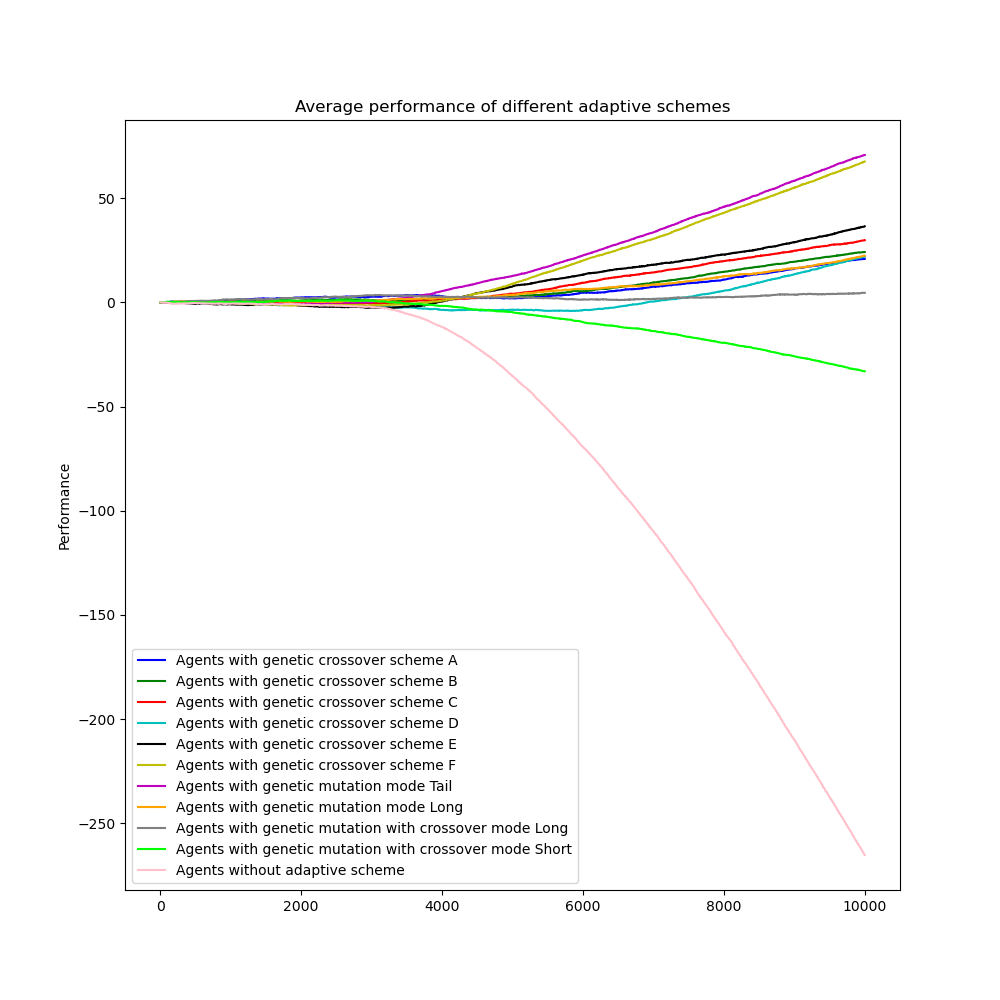 Average performance of different adaptive schemes
50
0
−50
−100
−150
−200
−250
Performance
Agents with genetic crossover scheme A
Agents with genetic crossover scheme B
Agents with genetic crossover scheme C
Agents with genetic crossover scheme D
Agents with genetic crossover scheme E
Agents with genetic crossover scheme F
Agents with genetic mutation mode Tail
Agents with genetic mutation mode Long
Agents with genetic mutation with crossover mode Long
Agents with genetic mutation with crossover mode Short
Agents without adaptive scheme
0 2000 4000 6000 8000 10000